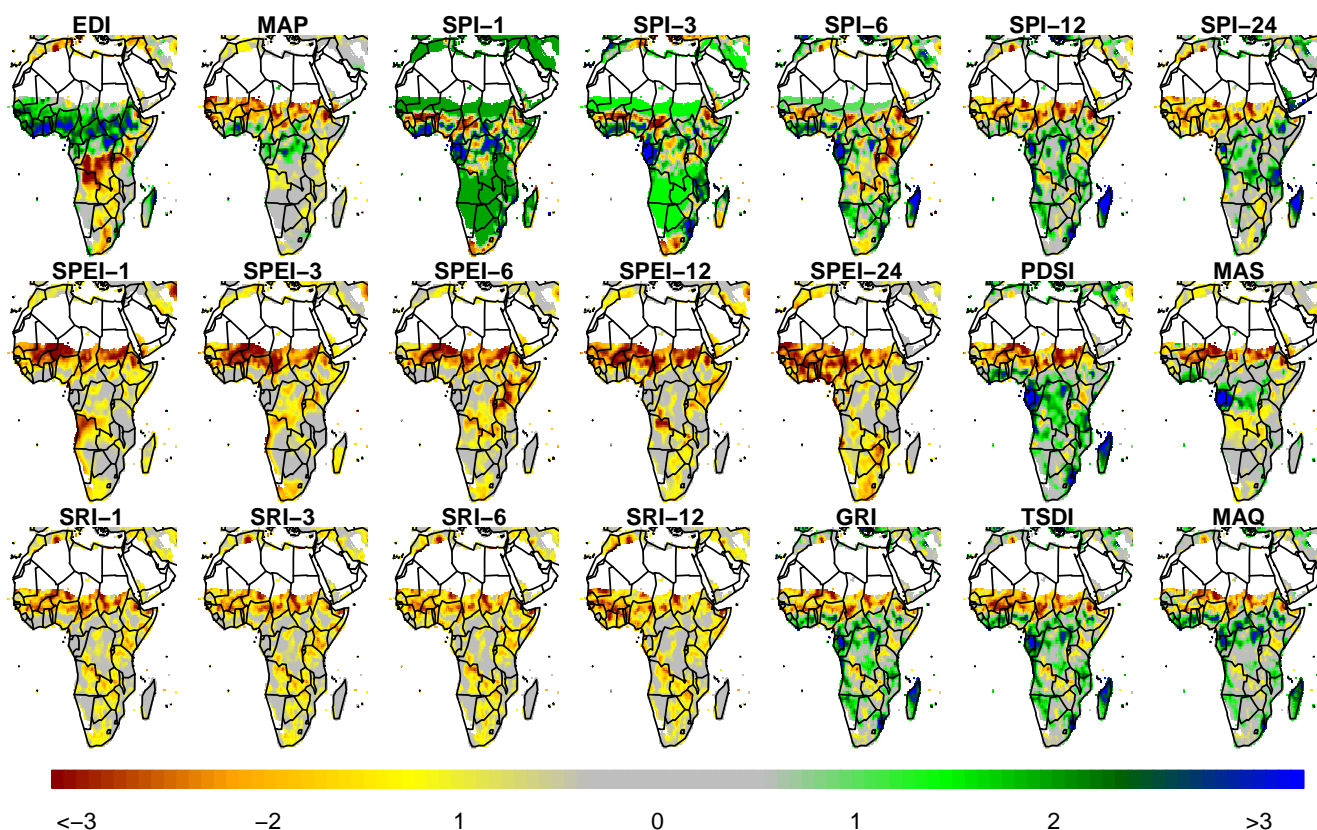 EDI MAP SPI–1 SPI–3 SPI–6 SPI–12 SPI–24
SPEI–1 SPEI–3 SPEI–6 SPEI–12 SPEI–24 PDSI MAS
SRI–1 SRI–3 SRI–6 SRI–12 GRI TSDI MAQ
<–3 –2 1 0 1 2 >3